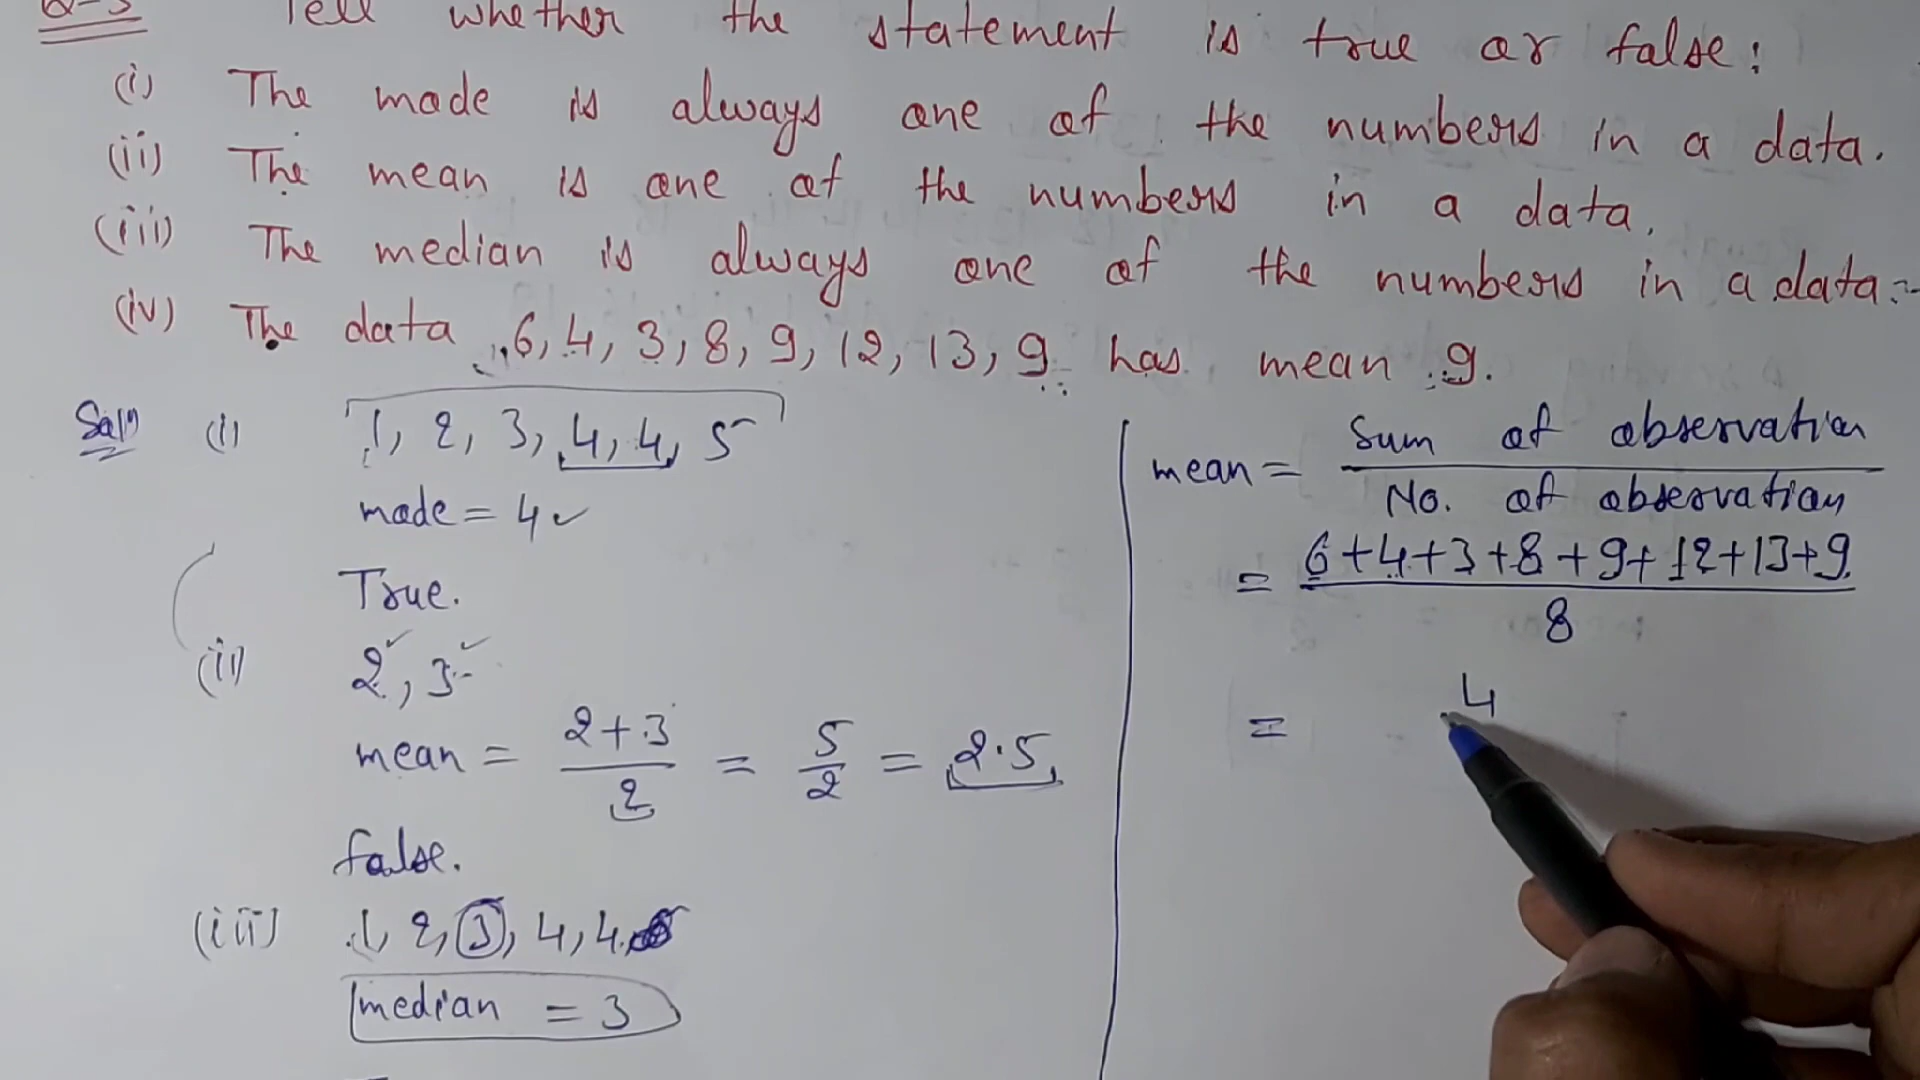 Q-3 Tell whether the statement is true or false:
(i) The mode is always one of the numbers in a data.
(ii) The mean is one of the numbers in a data.
(iii) The median is always one of the numbers in a data.
(iv) The data 6, 4, 3, 8, 9, 12, 13, 9 has mean 9.
Solⁿ (i) 1, 2, 3, 4, 4, 5
mode = 4 ✓
True.
(ii) 2, 3
mean = 2+3/2 = 5/2 = 2.5
false.
(iii) 1, 2, 3, 4, 4
median = 3
mean = Sum of observation
No. of observation
= 6+4+3+8+9+12+13+9
8
= 4